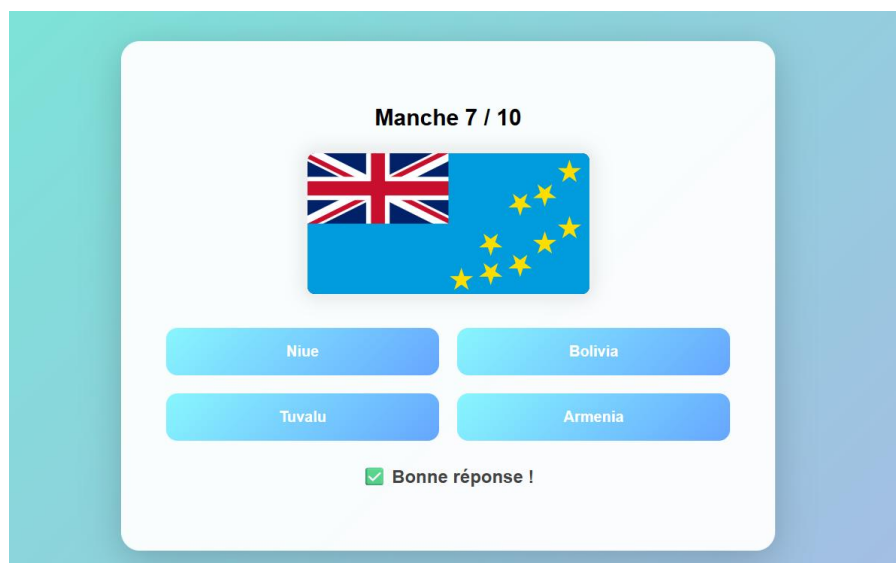 Manche 7 / 10
Niue
Bolivia
Tuvalu
Armenia
✅ Bonne réponse !